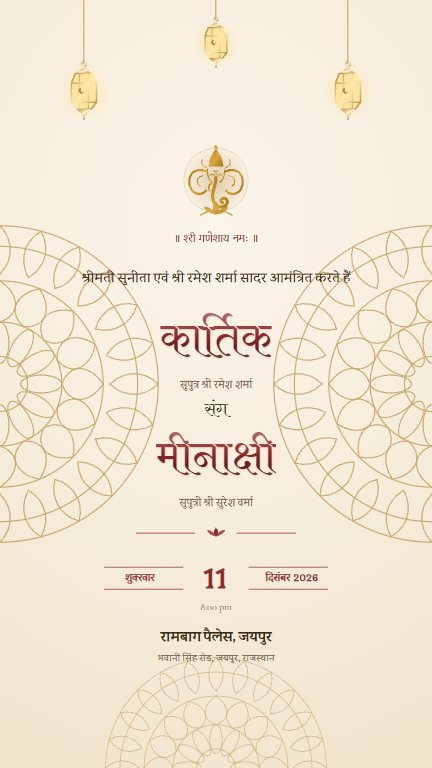 ॥ श्री गणेशाय नमः ॥
श्रीमती सुनीता एवं श्री रमेश शर्मा सादर आमंत्रित करते हैं
कार्तिक
सुपुत्र श्री रमेश शर्मा
संग
मीनाक्षी
सुपुत्री श्री सुरेश वर्मा
शुक्रवार 11 दिसंबर 2026
8:00 pm
रामबाग पैलेस, जयपुर
भवानी सिंह रोड, जयपुर, राजस्थान